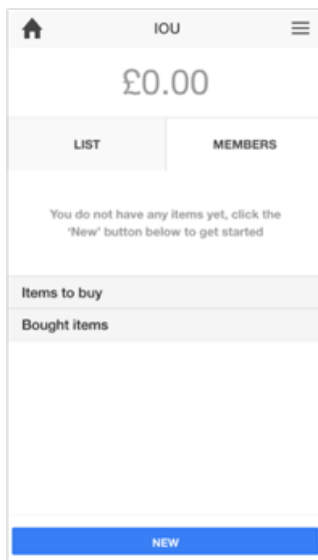 IOU
£0.00
LIST MEMBERS
You do not have any items yet, click the
‘New’ button below to get started
Items to buy
Bought items
NEW